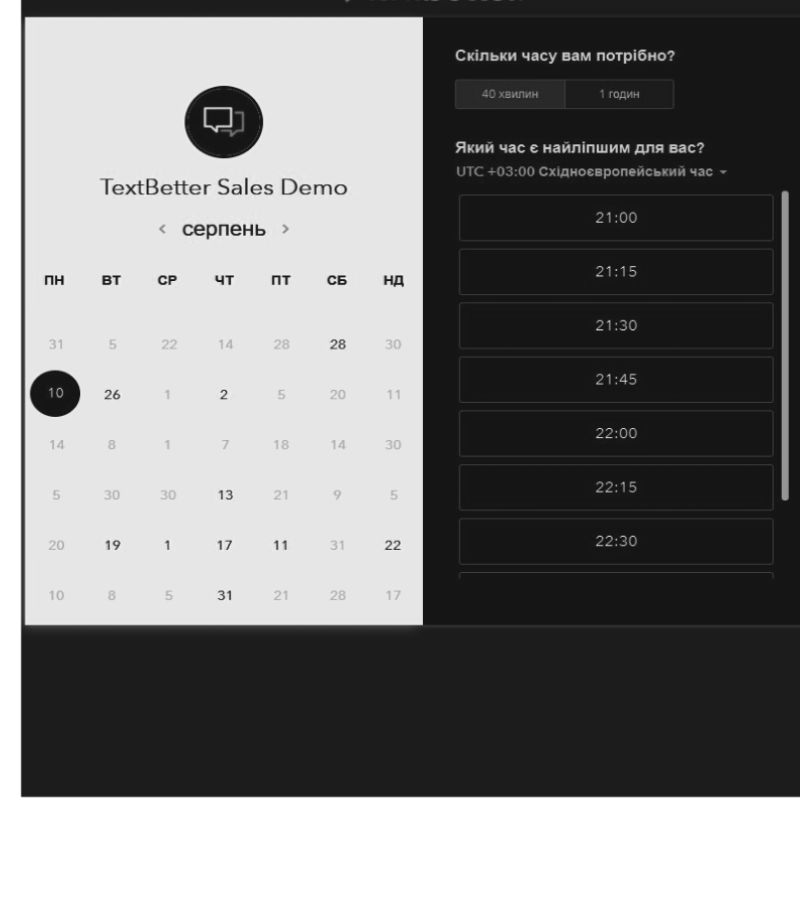 TextBetter Sales Demo
< серпень >
ПН ВТ СР ЧТ ПТ СБ НД
31 5 22 14 28 28 30
10 26 1 2 5 20 11
14 8 1 7 18 14 30
5 30 30 13 21 9 5
20 19 1 17 11 31 22
10 8 5 31 21 28 17
Скільки часу вам потрібно?
40 хвилин 1 годин
Який час є найліпшим для вас?
UTC +03:00 Східноєвропейський час
21:00
21:15
21:30
21:45
22:00
22:15
22:30